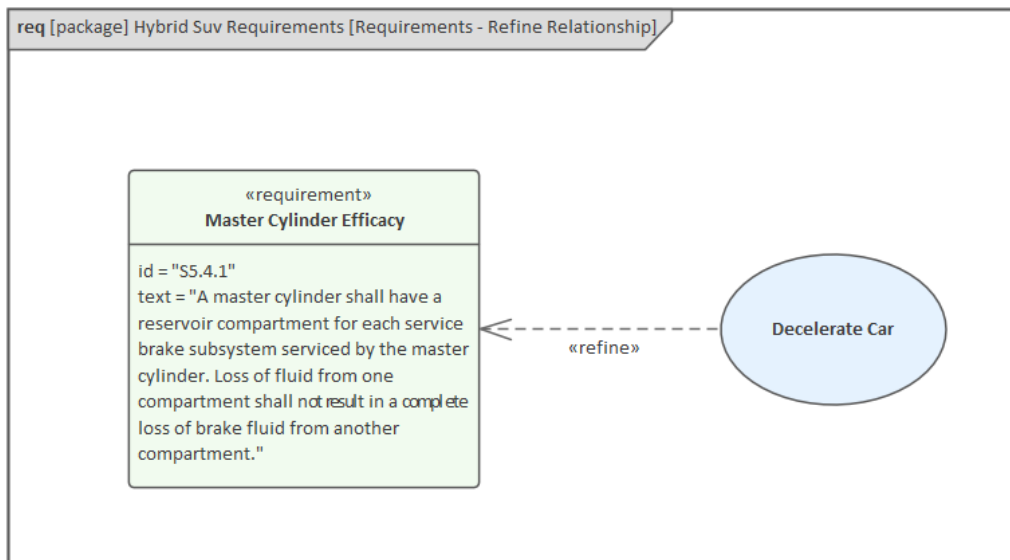 req [package] Hybrid Suv Requirements [Requirements - Refine Relationship]
«requirement»
Master Cylinder Efficacy
id = "S5.4.1"
text = "A master cylinder shall have a
reservoir compartment for each service
brake subsystem serviced by the master
cylinder. Loss of fluid from one
compartment shall not result in a complete
loss of brake fluid from another
compartment."
«refine»
Decelerate Car